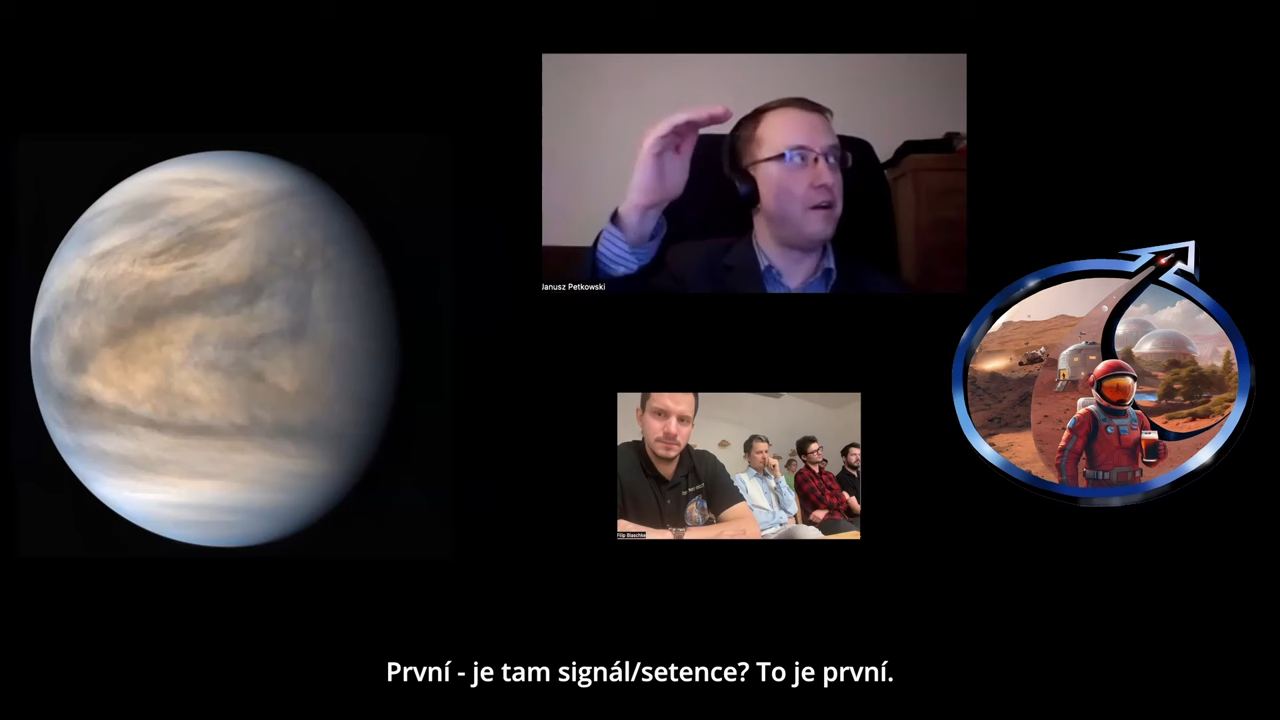 Janusz Petkowski
Filip Blaschke
První - je tam signál/setence? To je první.